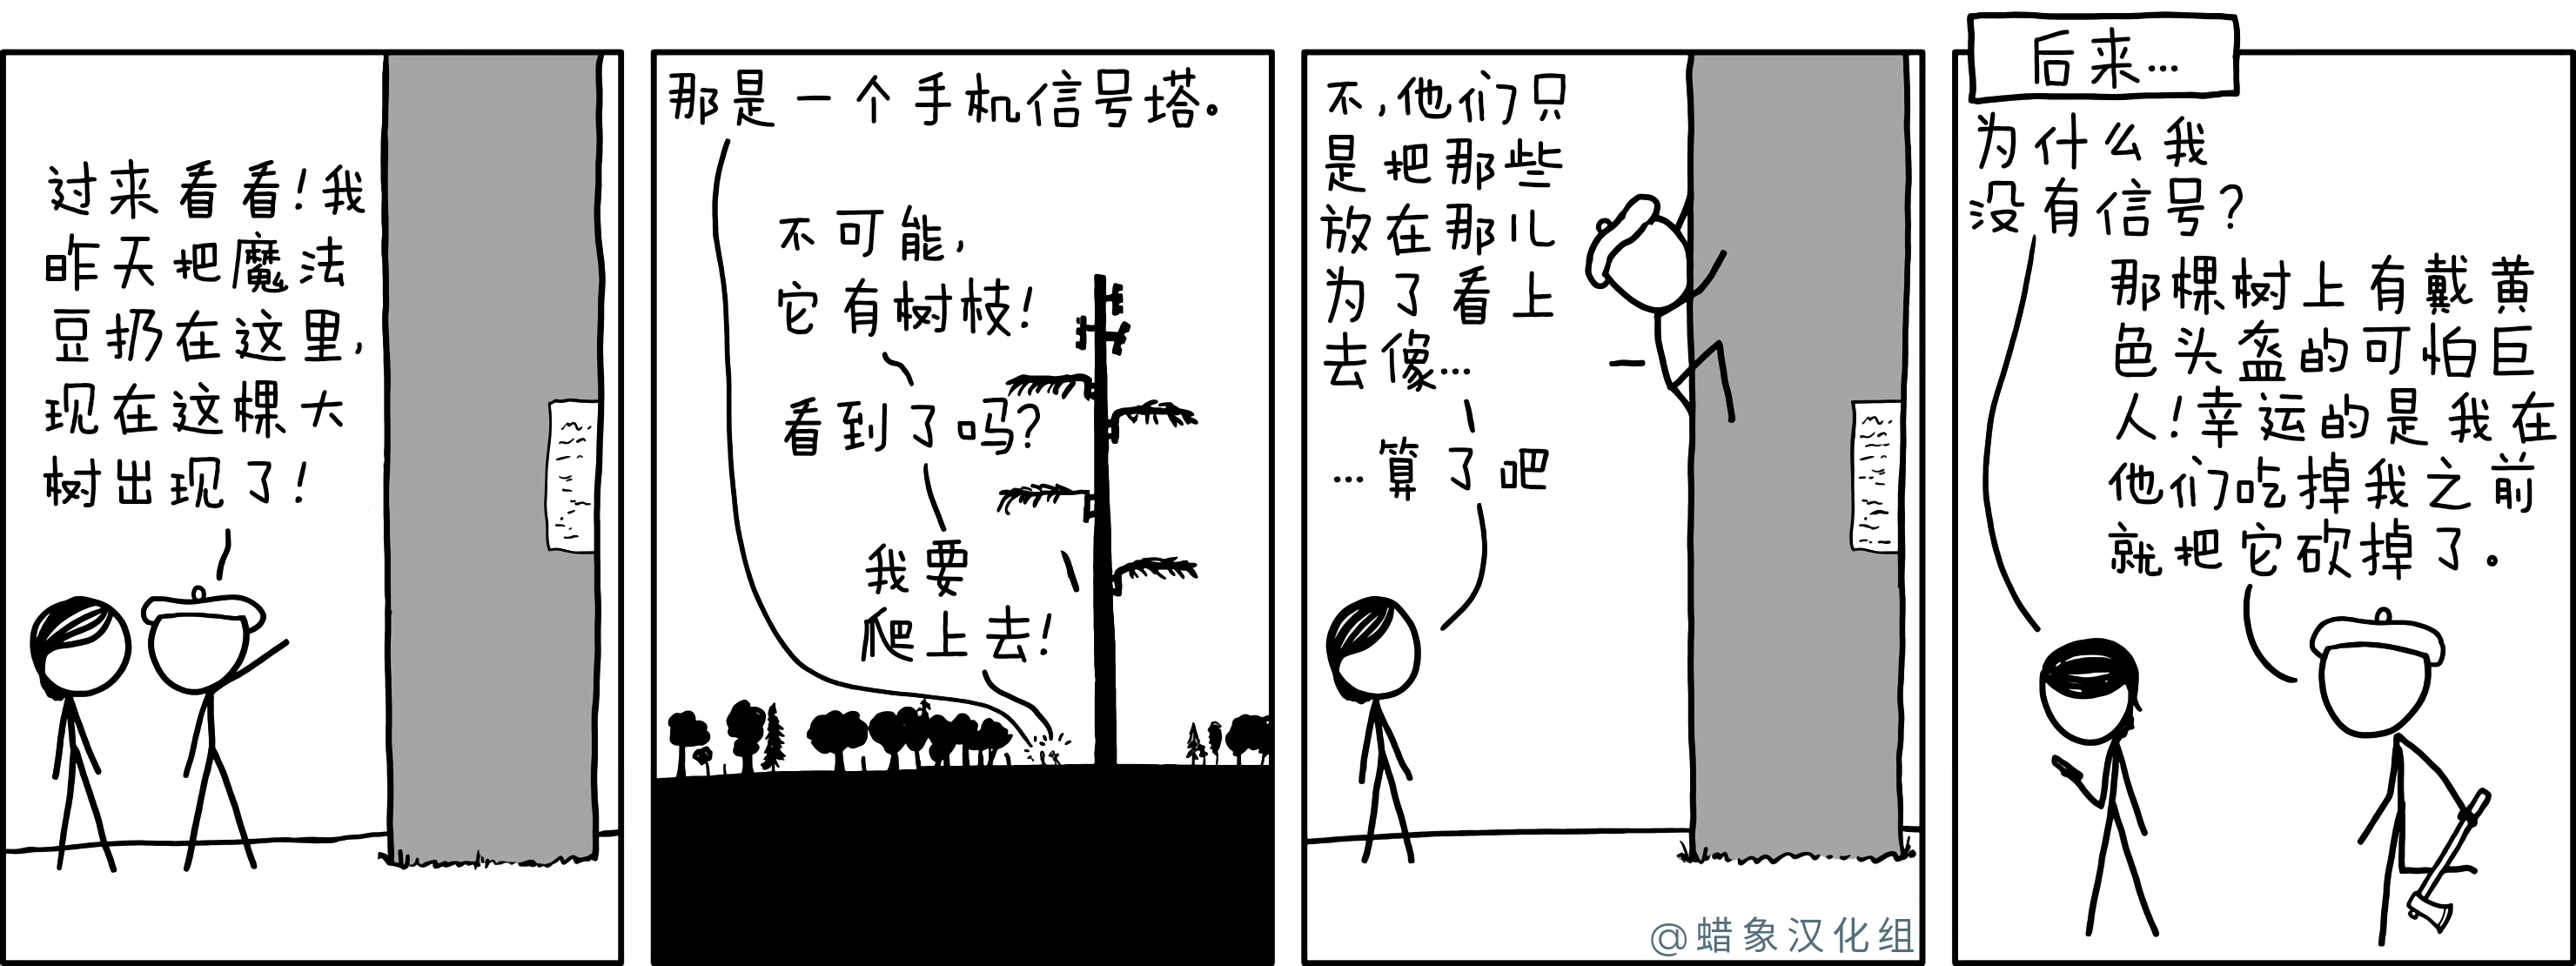 过来看看!我
昨天把魔法
豆扔在这里,
现在这棵大
树出现了!
那是一个手机信号塔。
不可能,
它有树枝!
看到了吗?
我要
爬上去!
不,他们只
是把那些
放在那儿
为了看上
去像...
...算了吧
@蜡象汉化组
后来...
为什么我
没有信号?
那棵树上有戴黄
色头盔的可怕巨
人!幸运的是我在
他们吃掉我之前
就把它砍掉了。